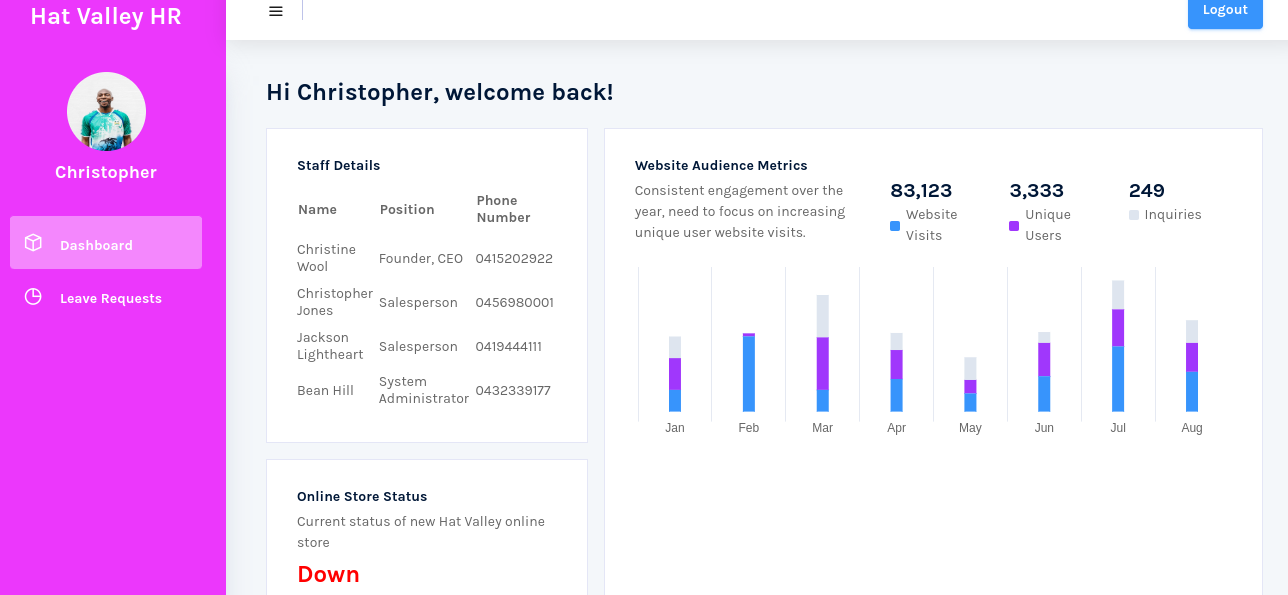 Hat Valley HR
Logout
Christopher
Dashboard
Leave Requests
Hi Christopher, welcome back!
Staff Details
Name Position Phone Number
Christine Wool Founder, CEO 0415202922
Christopher Jones Salesperson 0456980001
Jackson Lightheart Salesperson 0419444111
Bean Hill System Administrator 0432339177
Online Store Status
Current status of new Hat Valley online
store
Down
Website Audience Metrics
Consistent engagement over the
year, need to focus on increasing
unique user website visits.
83,123
Website
Visits
3,333
Unique
Users
249
Inquiries
Jan Feb Mar Apr May Jun Jul Aug